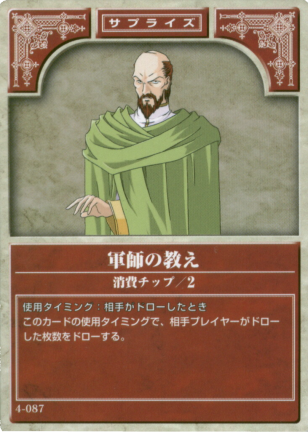 サプライズ
軍師の教え
消費チップ／2
使用タイミング：相手がドローしたとき
このカードの使用タイミングで、相手プレイヤーがドロー
した枚数をドローする。
4-087